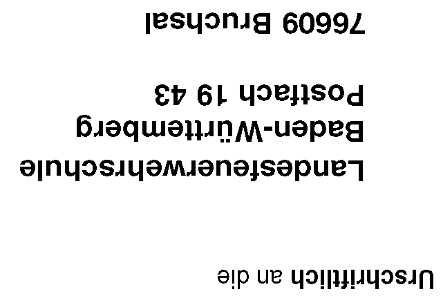 Urschriftlich an die
Landesfeuerwehrschule
Baden-Württemberg
Postfach 19 43
76609 Bruchsal